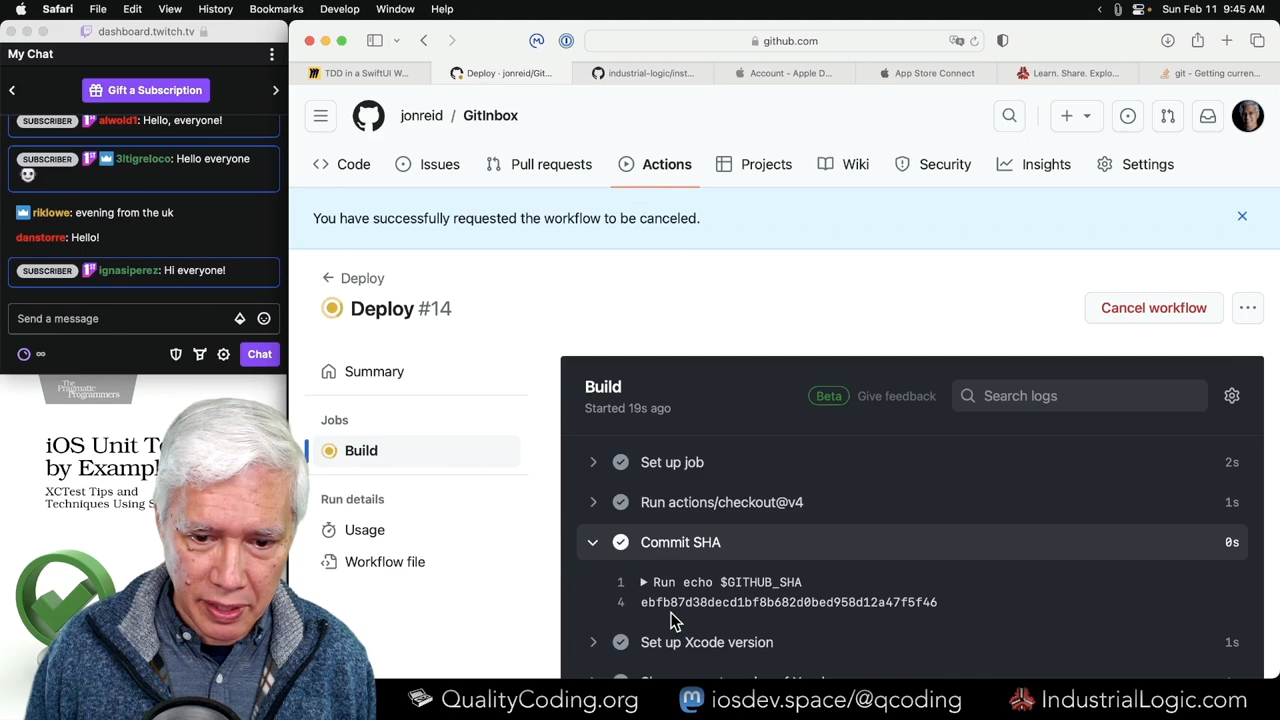 Safari File Edit View History Bookmarks Develop Window Help
Sun Feb 11 9:45 AM
dashboard.twitch.tv
My Chat
Gift a Subscription
SUBSCRIBER alwold1: Hello, everyone!
SUBSCRIBER 3ltigreloco: Hello everyone
riklowe: evening from the uk
danstorre: Hello!
SUBSCRIBER ignasiperez: Hi everyone!
Send a message
Chat
The
Pragmatic
Programmers
iOS Unit T
by Examp
XCTest Tips and
Techniques Using S
github.com
TDD in a SwiftUI W...
Deploy · jonreid/Git...
industrial-logic/inst...
Account - Apple D...
App Store Connect
Learn. Share. Explo...
git - Getting curren...
jonreid / GitInbox
Code Issues Pull requests Actions Projects Wiki Security Insights Settings
You have successfully requested the workflow to be canceled.
Deploy
Deploy #14
Cancel workflow
Summary
Jobs
Build
Run details
Usage
Workflow file
Build
Started 19s ago
Beta Give feedback
Search logs
Set up job 2s
Run actions/checkout@v4 1s
Commit SHA 0s
1 Run echo $GITHUB_SHA
4 ebfb87d38decd1bf8b682d0bed958d12a47f5f46
Set up Xcode version 1s
QualityCoding.org
iosdev.space/@qcoding
IndustrialLogic.com